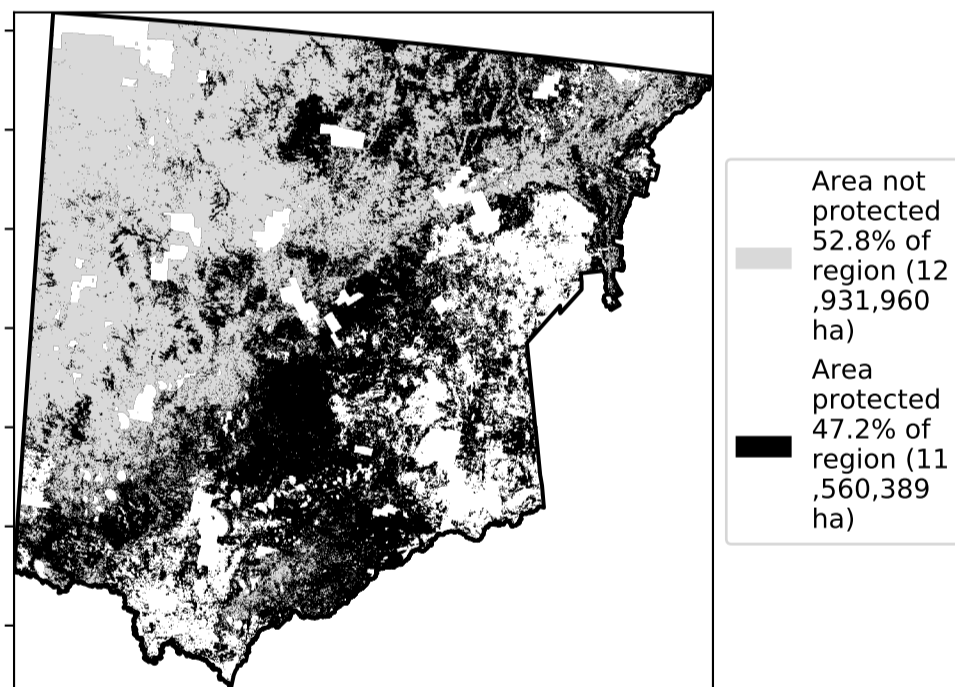 Area not
protected
52.8% of
region (12
,931,960
ha)
Area
protected
47.2% of
region (11
,560,389
ha)